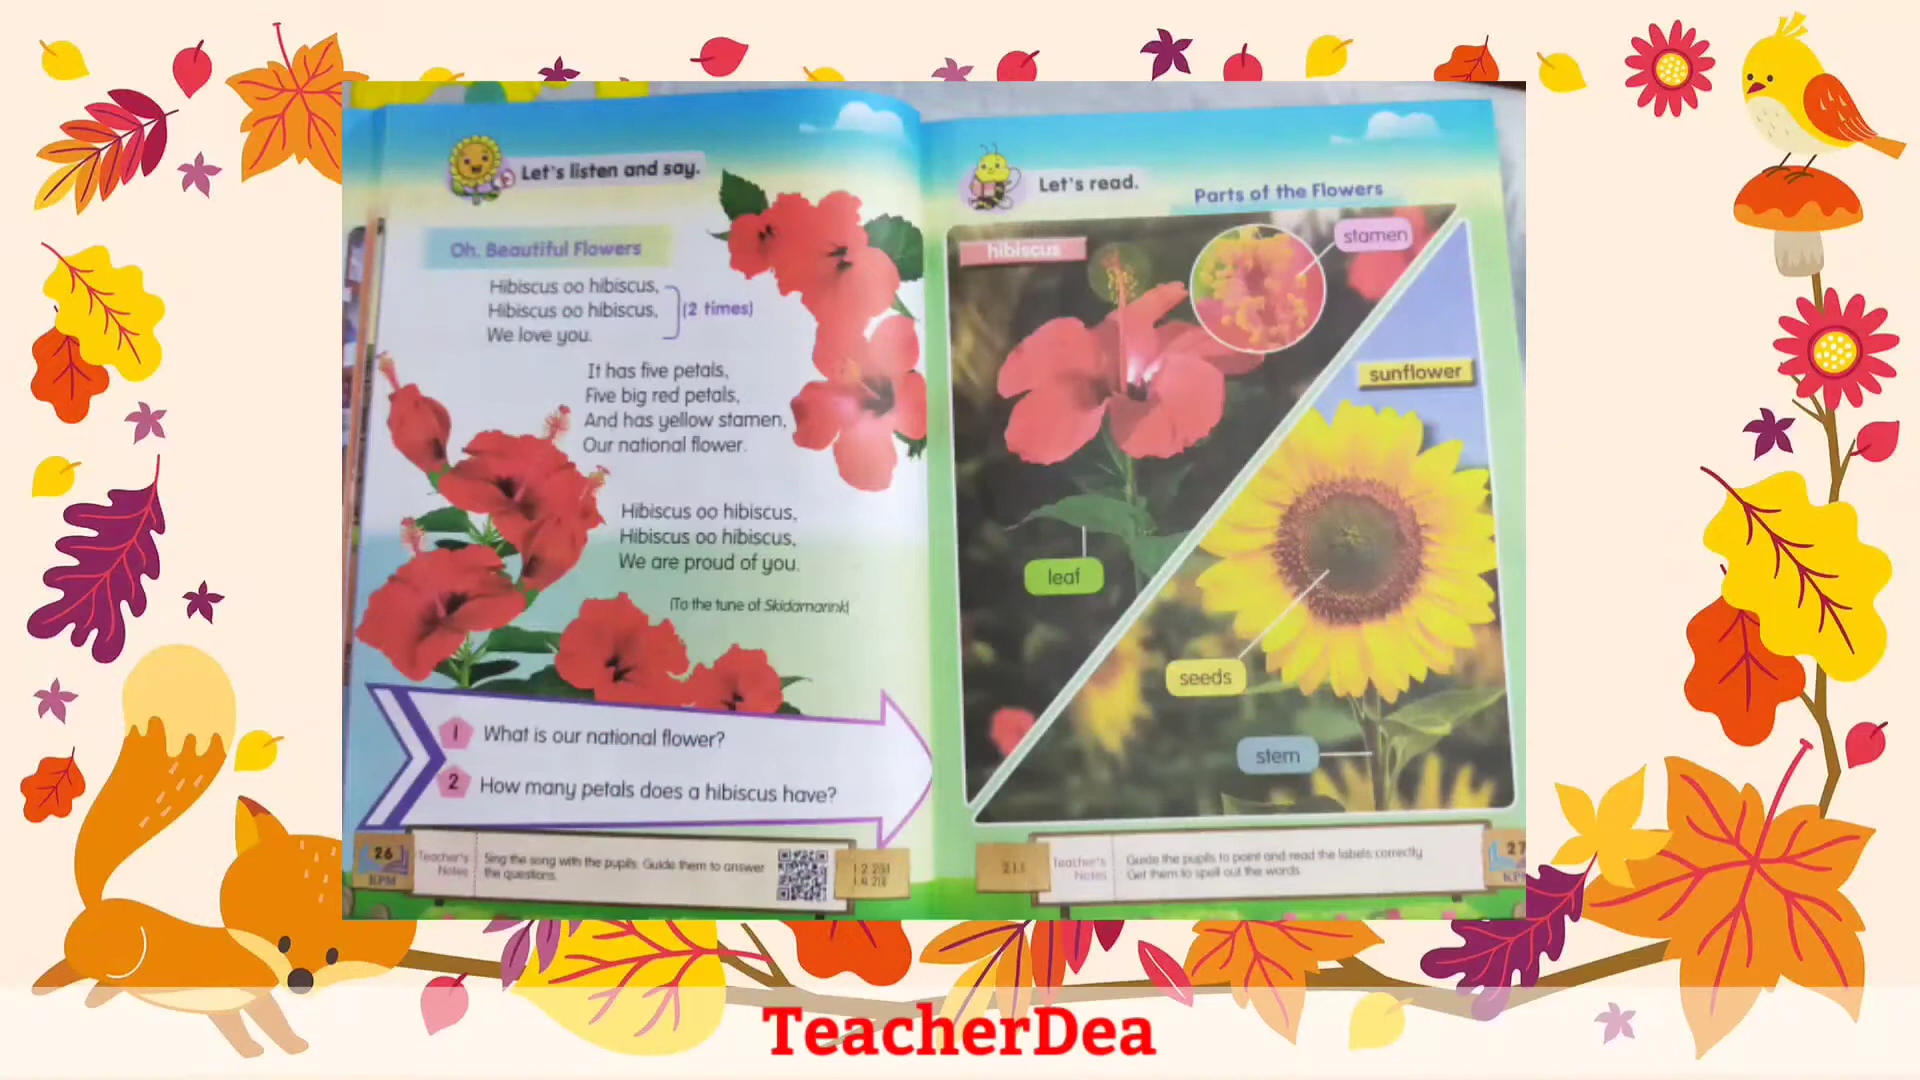 Let's listen and say.
Oh, Beautiful Flowers
Hibiscus oo hibiscus,
Hibiscus oo hibiscus,
We love you.
(2 times)
It has five petals,
Five big red petals,
And has yellow stamen,
Our national flower.
Hibiscus oo hibiscus,
Hibiscus oo hibiscus,
We are proud of you.
(To the tune of Skidamarink)
1 What is our national flower?
2 How many petals does a hibiscus have?
26
KPM
Teacher's
Notes
Sing the song with the pupils. Guide them to answer
the questions.
Let's read.
Parts of the Flowers
hibiscus
stamen
sunflower
leaf
seeds
stem
2.1.1
Teacher's
Notes
Guide the pupils to point and read the labels correctly.
Get them to spell out the words.
27
TeacherDea